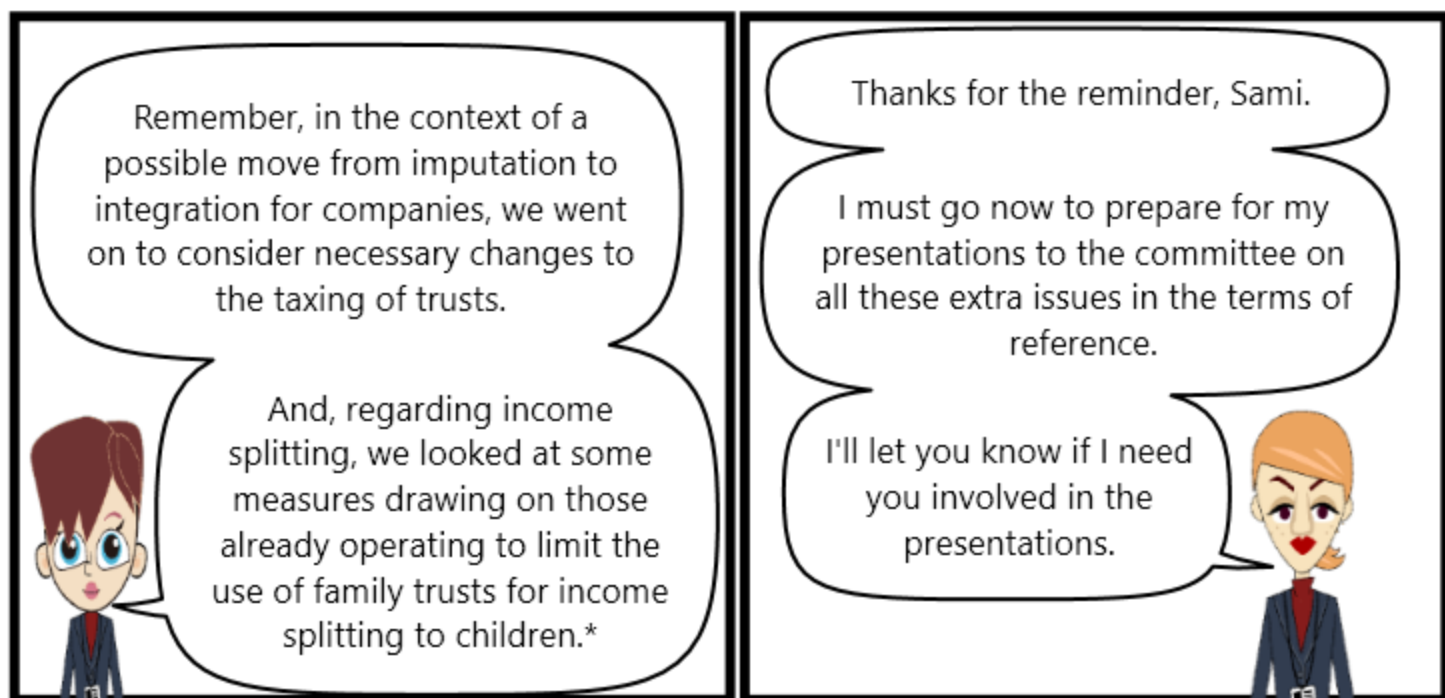 Remember, in the context of a
possible move from imputation to
integration for companies, we went
on to consider necessary changes to
the taxing of trusts.
And, regarding income
splitting, we looked at some
measures drawing on those
already operating to limit the
use of family trusts for income
splitting to children.*
Thanks for the reminder, Sami.
I must go now to prepare for my
presentations to the committee on
all these extra issues in the terms of
reference.
I'll let you know if I need
you involved in the
presentations.